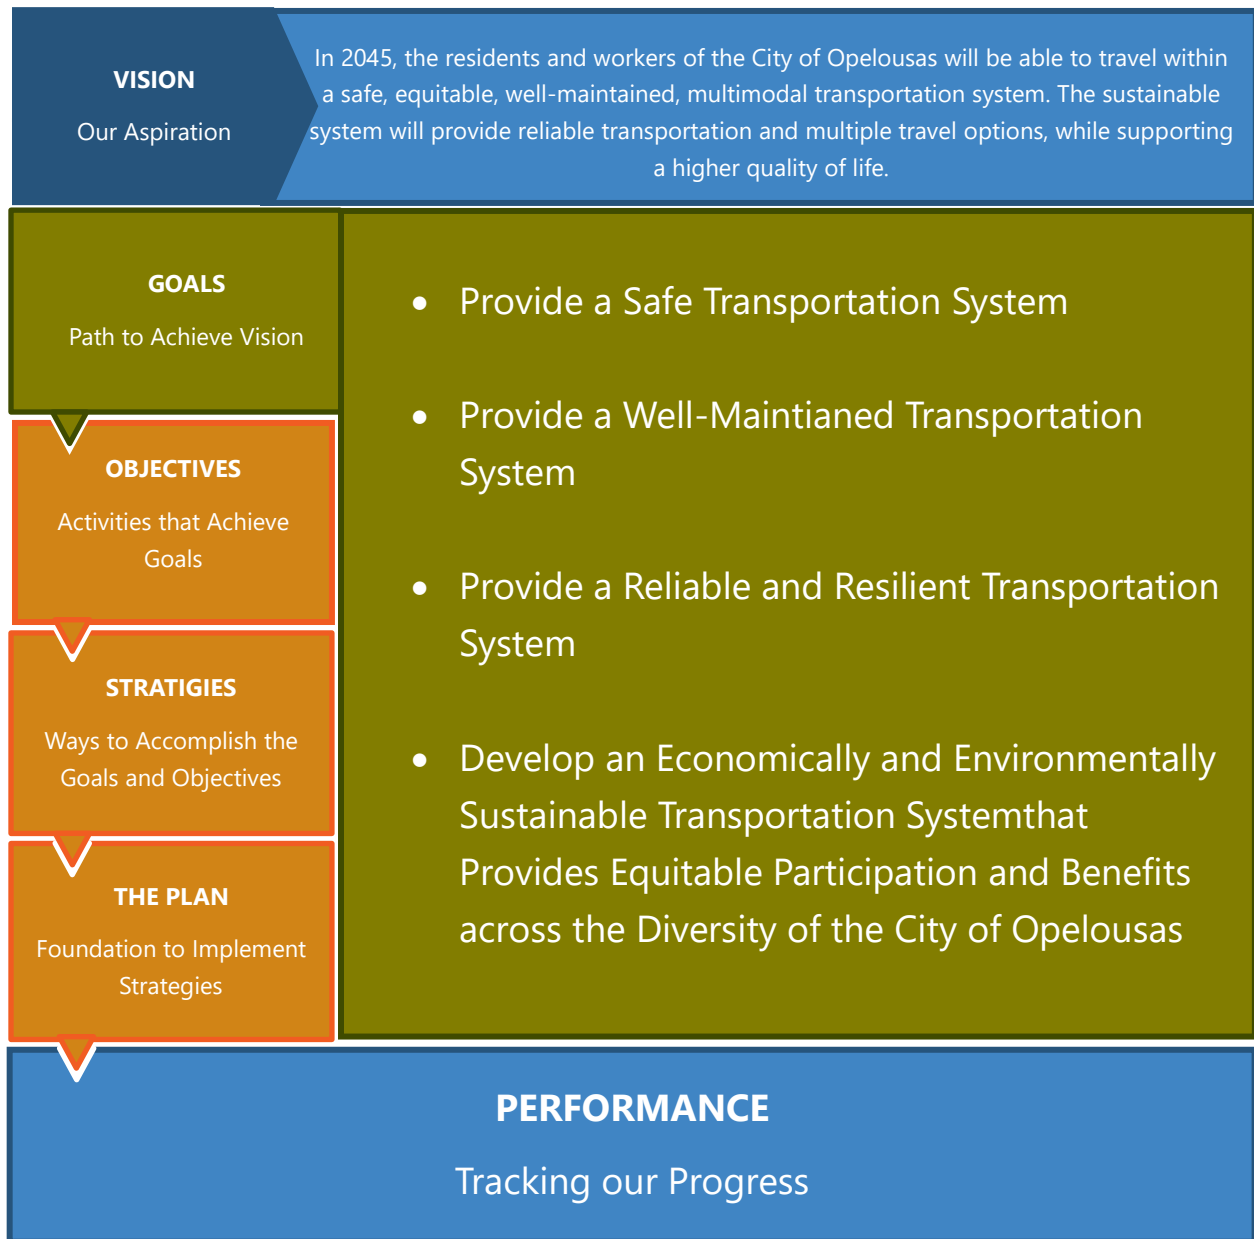 VISION
Our Aspiration
In 2045, the residents and workers of the City of Opelousas will be able to travel within
a safe, equitable, well-maintained, multimodal transportation system. The sustainable
system will provide reliable transportation and multiple travel options, while supporting
a higher quality of life.
GOALS
Path to Achieve Vision
OBJECTIVES
Activities that Achieve
Goals
STRATIGIES
Ways to Accomplish the
Goals and Objectives
THE PLAN
Foundation to Implement
Strategies
• Provide a Safe Transportation System
• Provide a Well-Maintianed Transportation
System
• Provide a Reliable and Resilient Transportation
System
• Develop an Economically and Environmentally
Sustainable Transportation Systemthat
Provides Equitable Participation and Benefits
across the Diversity of the City of Opelousas
PERFORMANCE
Tracking our Progress